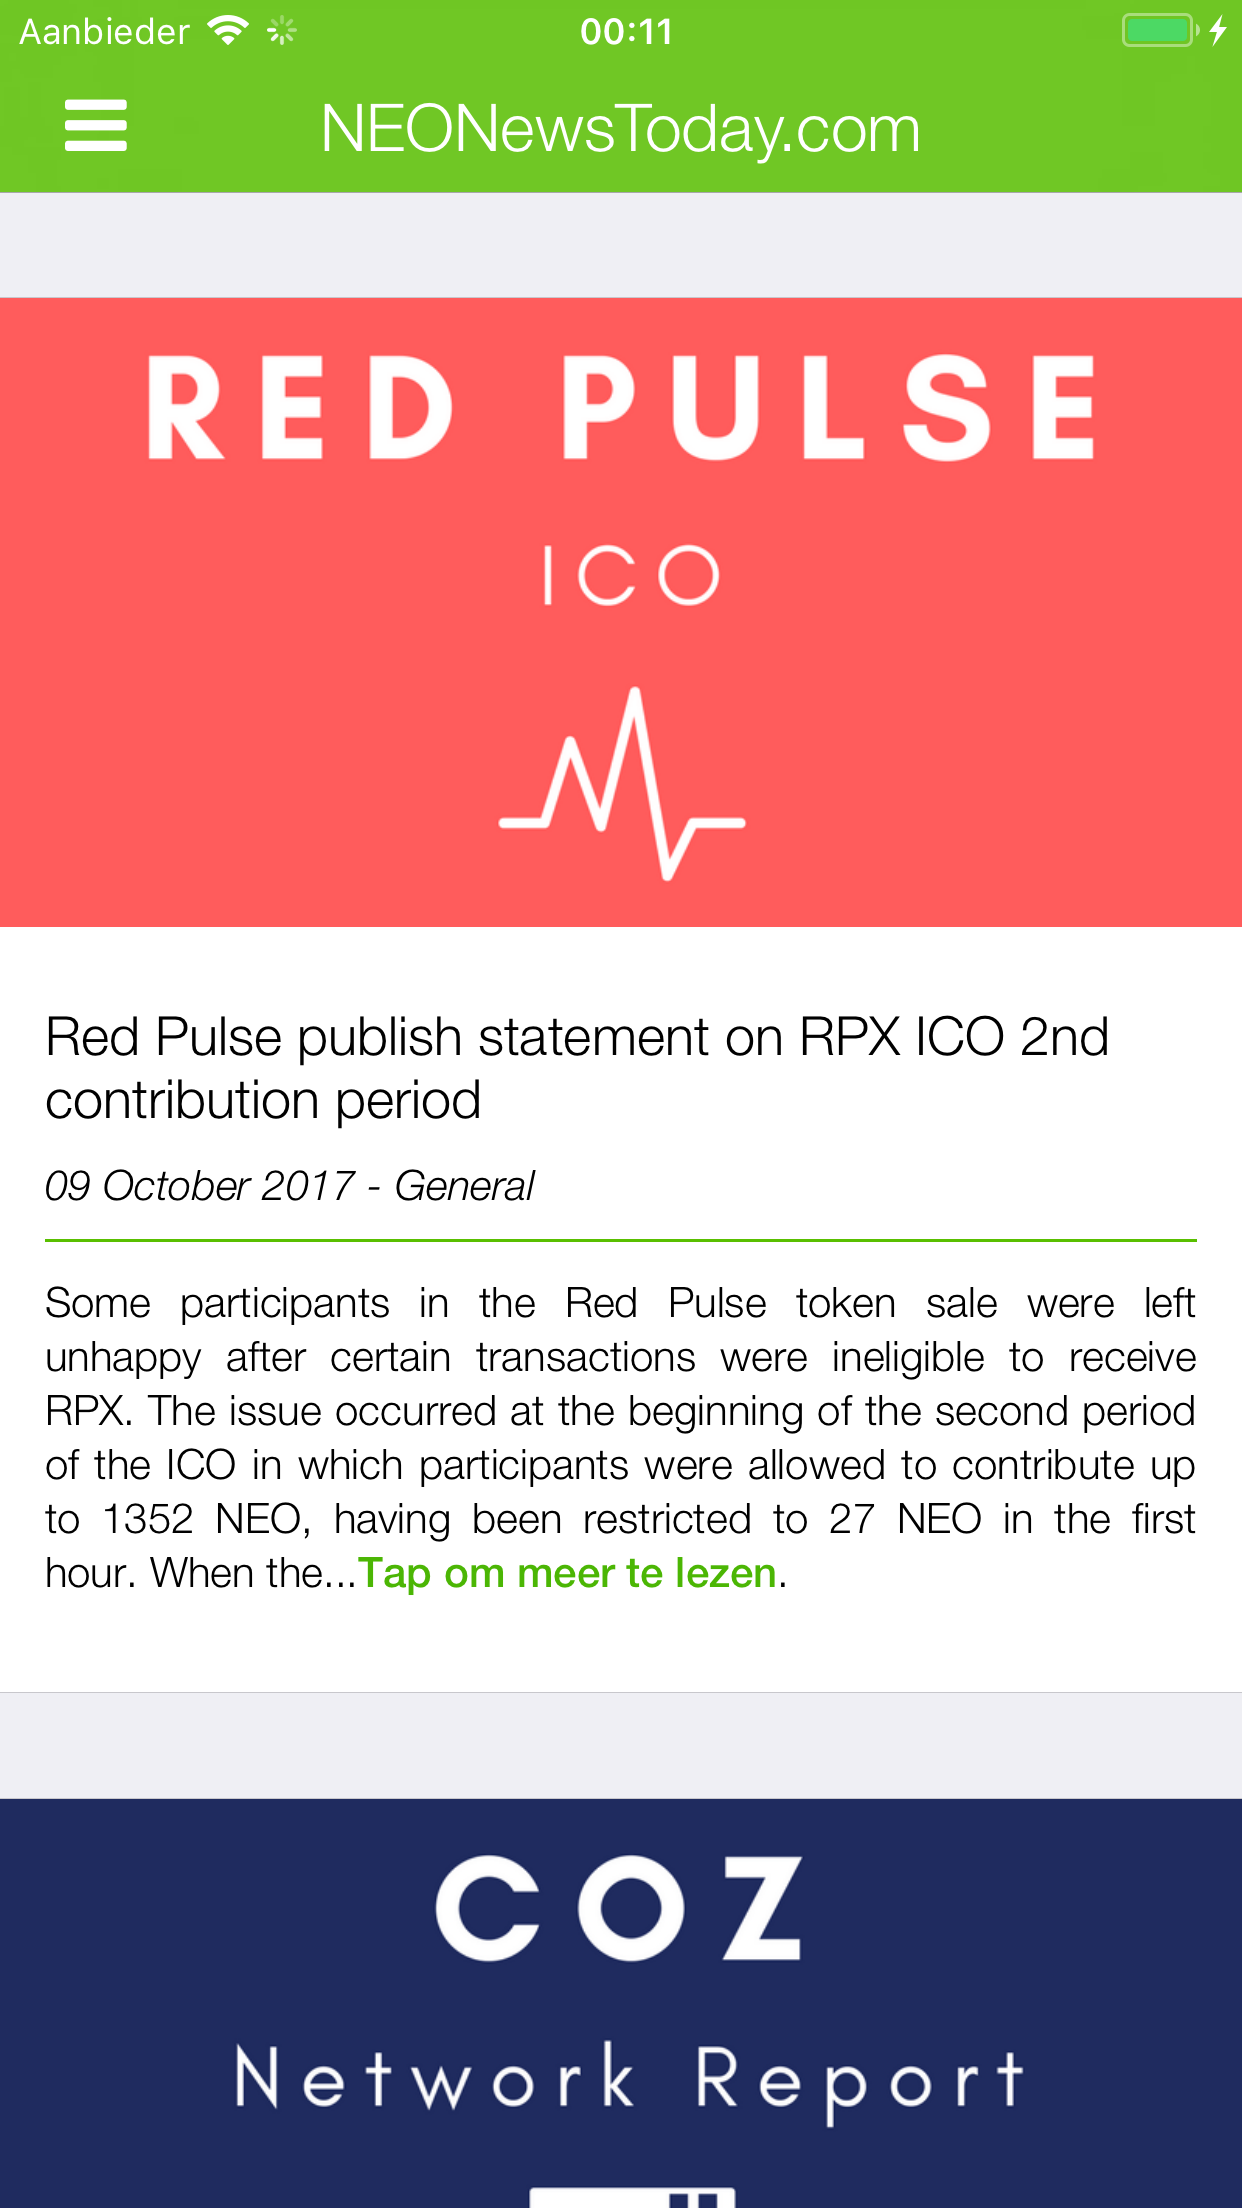 Aanbieder 00:11
NEONewsToday.com
RED PULSE
ICO
Red Pulse publish statement on RPX ICO 2nd
contribution period
09 October 2017 - General
Some participants in the Red Pulse token sale were left
unhappy after certain transactions were ineligible to receive
RPX. The issue occurred at the beginning of the second period
of the ICO in which participants were allowed to contribute up
to 1352 NEO, having been restricted to 27 NEO in the first
hour. When the...Tap om meer te lezen.
COZ
Network Report